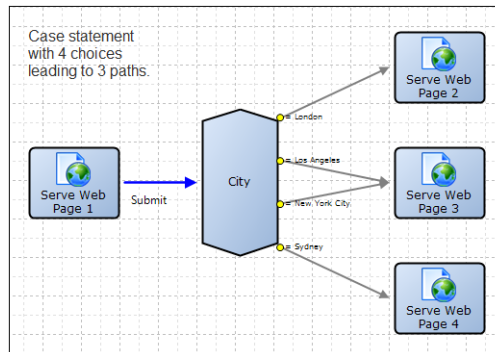 Case statement
with 4 choices
leading to 3 paths.
Serve Web
Page 1
Submit
City
= London
= Los Angeles
= New York City
= Sydney
Serve Web
Page 2
Serve Web
Page 3
Serve Web
Page 4